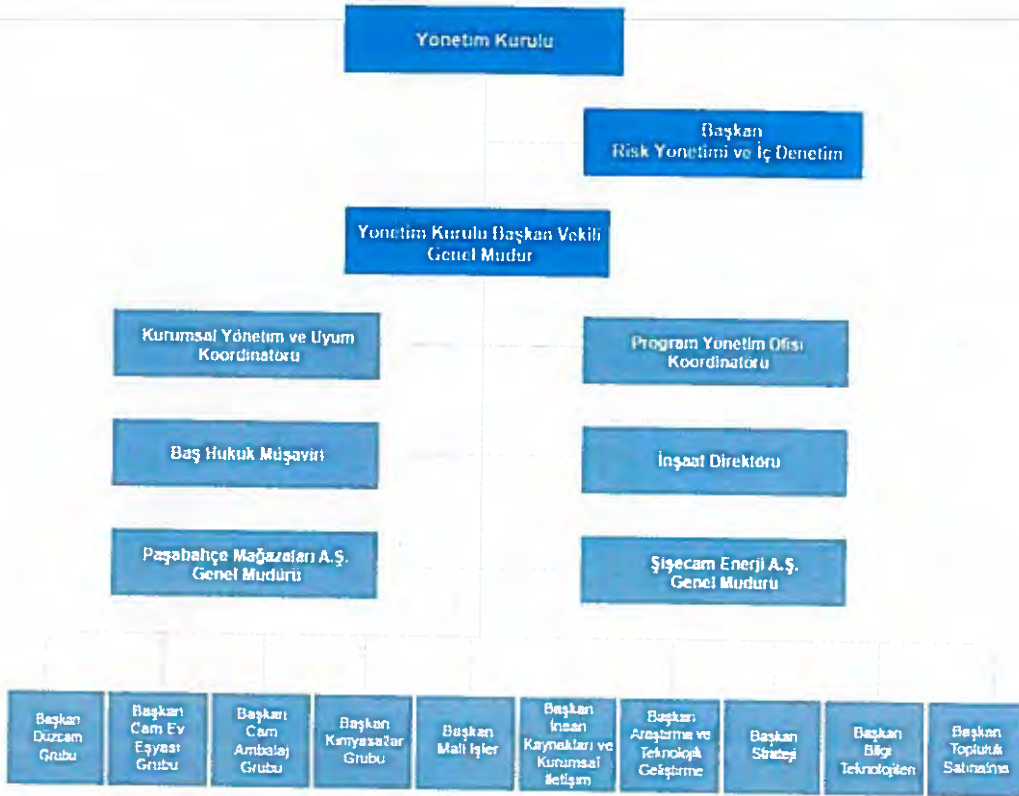 Yönetim Kurulu
Başkan
Risk Yönetimi ve İç Denetim
Yönetim Kurulu Başkan Vekili
Genel Müdür
Kurumsal Yönetim ve Uyum
Koordinatörü
Program Yönetim Ofisi
Koordinatörü
Baş Hukuk Müşaviri
İnşaat Direktörü
Paşabahçe Mağazaları A.Ş.
Genel Müdürü
Şişecam Enerji A.Ş.
Genel Müdürü
Başkan
Düzcam
Grubu
Başkan
Cam Ev
Eşyası
Grubu
Başkan
Cam
Ambalaj
Grubu
Başkan
Kimyasallar
Grubu
Başkan
Mali İşler
Başkan
İnsan
Kaynakları ve
Kurumsal
İletişim
Başkan
Araştırma ve
Teknolojik
Geliştirme
Başkan
Strateji
Başkan
Bilgi
Teknolojileri
Başkan
Topluluk
Satınalma